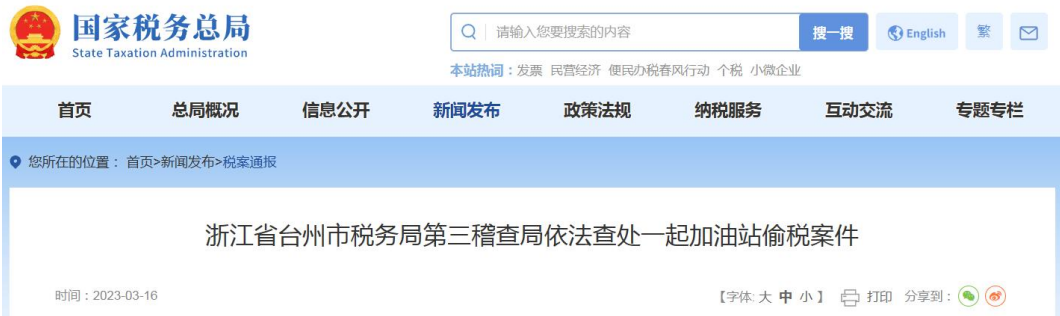 国家税务总局
State Taxation Administration
请输入您要搜索的内容
搜一搜
English
繁
本站热词：发票 民营经济 便民办税春风行动 个税 小微企业
首页 总局概况 信息公开 新闻发布 政策法规 纳税服务 互动交流 专题专栏
您所在的位置： 首页>新闻发布>税案通报
浙江省台州市税务局第三稽查局依法查处一起加油站偷税案件
时间：2023-03-16
【字体: 大 中 小 】 打印 分享到：